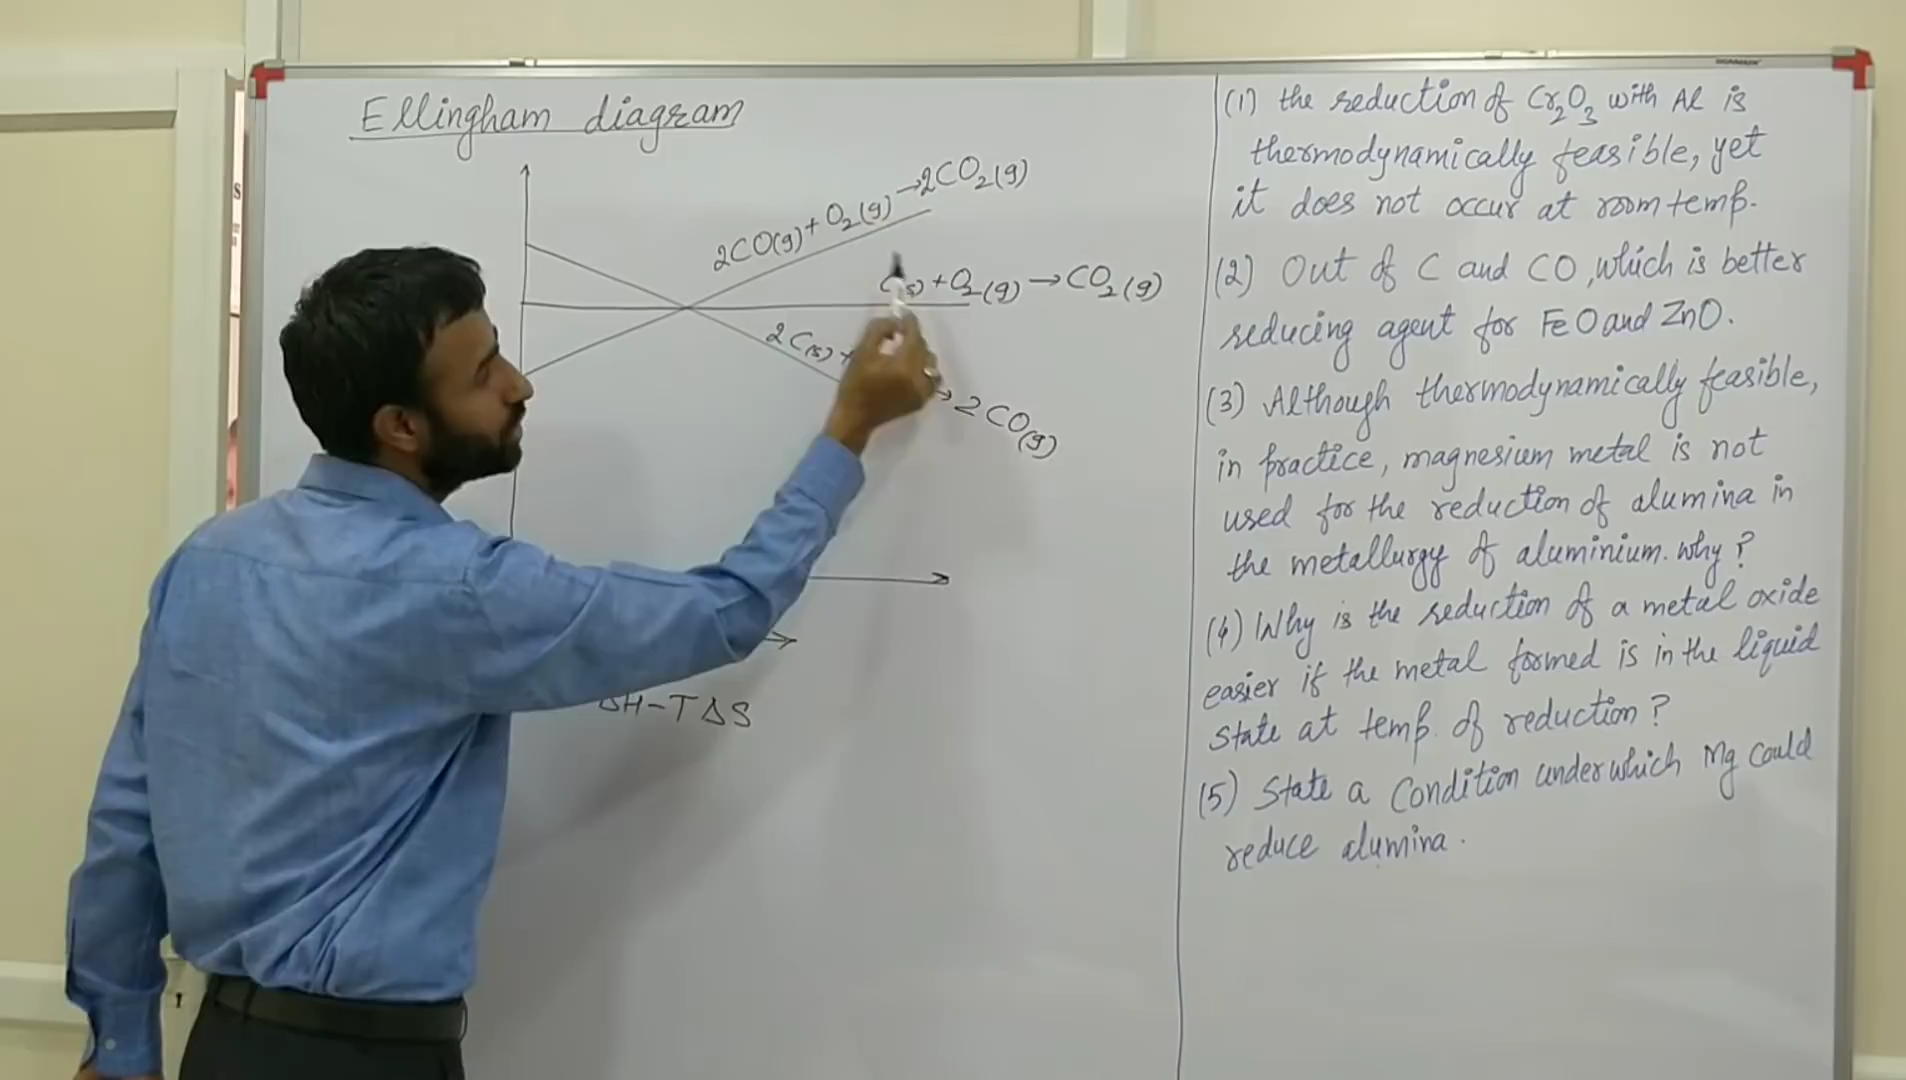 Ellingham diagram
2CO(g) + O2(g) → 2CO2(g)
+ O2(g) → CO2(g)
2C(s) +
→ 2CO(g)
ΔH-TΔS
(1) the reduction of Cr2O3 with Al is
thermodynamically feasible, yet
it does not occur at room temp.
(2) Out of C and CO, which is better
reducing agent for FeO and ZnO.
(3) Although thermodynamically feasible,
in practice, magnesium metal is not
used for the reduction of alumina in
the metallurgy of aluminium. why?
(4) Why is the reduction of a metal oxide
easier if the metal formed is in the liquid
state at temp. of reduction?
(5) State a Condition under which Mg could
reduce alumina.